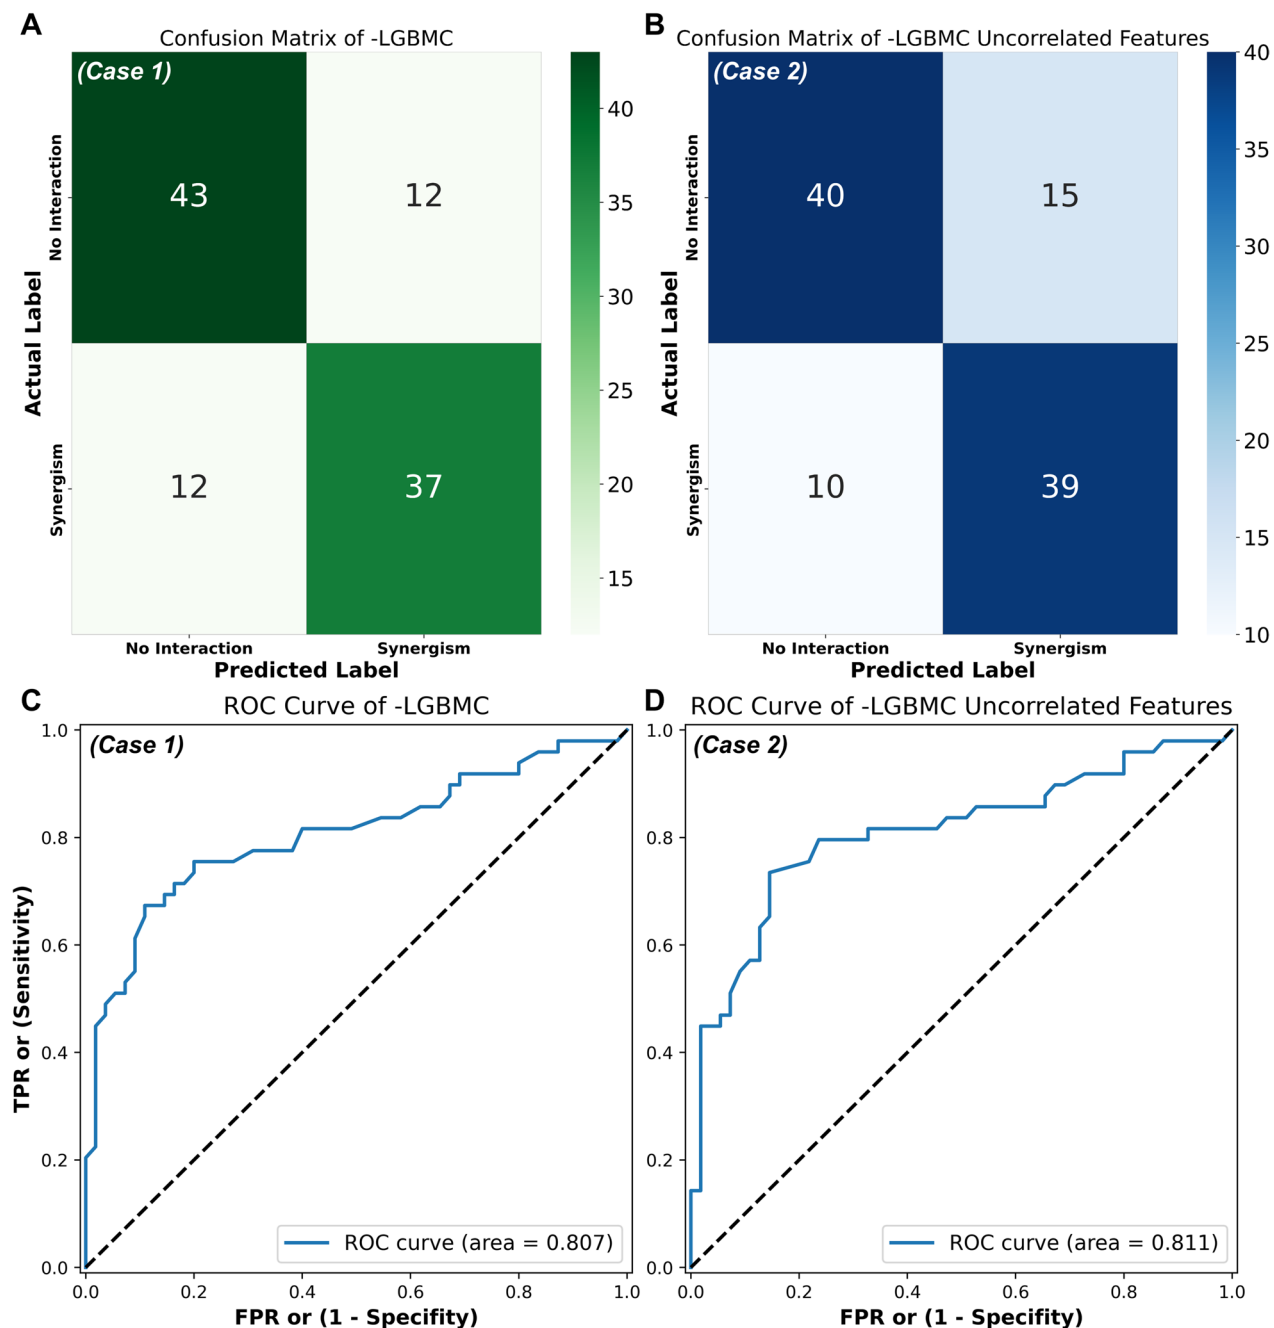 A
Confusion Matrix of -LGBMC
(Case 1)
Actual Label
No Interaction
Synergism
43
12
12
37
No Interaction
Synergism
Predicted Label
40
35
30
25
20
15
B
Confusion Matrix of -LGBMC Uncorrelated Features
(Case 2)
Actual Label
No Interaction
Synergism
40
15
10
39
No Interaction
Synergism
Predicted Label
40
35
30
25
20
15
10
C
ROC Curve of -LGBMC
(Case 1)
TPR or (Sensitivity)
1.0
0.8
0.6
0.4
0.2
0.0
ROC curve (area = 0.807)
0.0 0.2 0.4 0.6 0.8 1.0
FPR or (1 - Specifity)
D
ROC Curve of -LGBMC Uncorrelated Features
(Case 2)
1.0
0.8
0.6
0.4
0.2
0.0
ROC curve (area = 0.811)
0.0 0.2 0.4 0.6 0.8 1.0
FPR or (1 - Specifity)